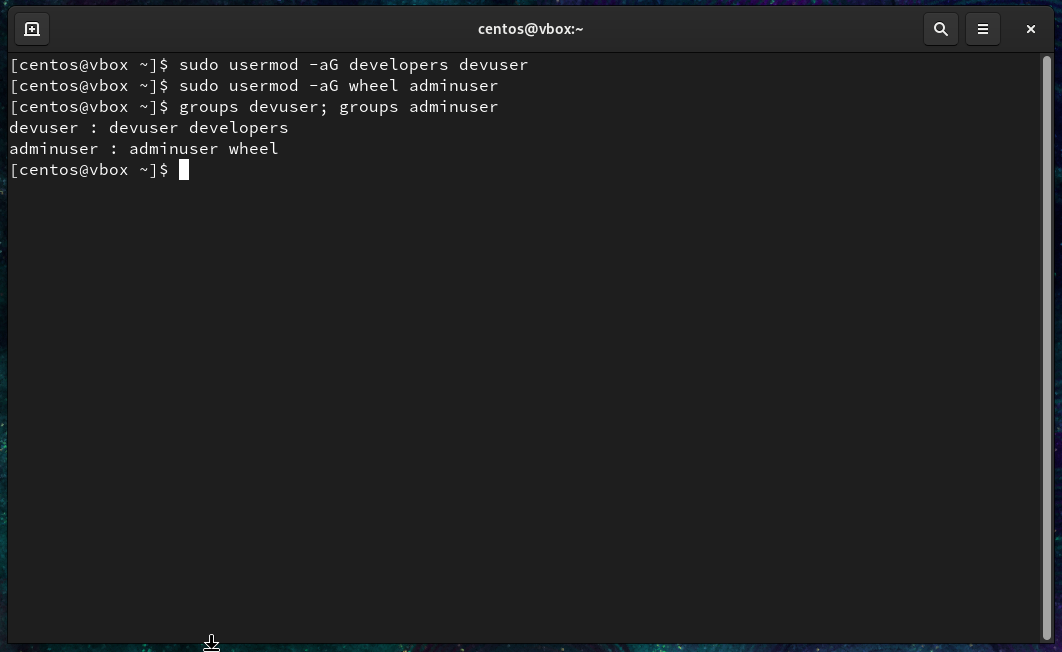 centos@vbox:~
[centos@vbox ~]$ sudo usermod -aG developers devuser
[centos@vbox ~]$ sudo usermod -aG wheel adminuser
[centos@vbox ~]$ groups devuser; groups adminuser
devuser : devuser developers
adminuser : adminuser wheel
[centos@vbox ~]$